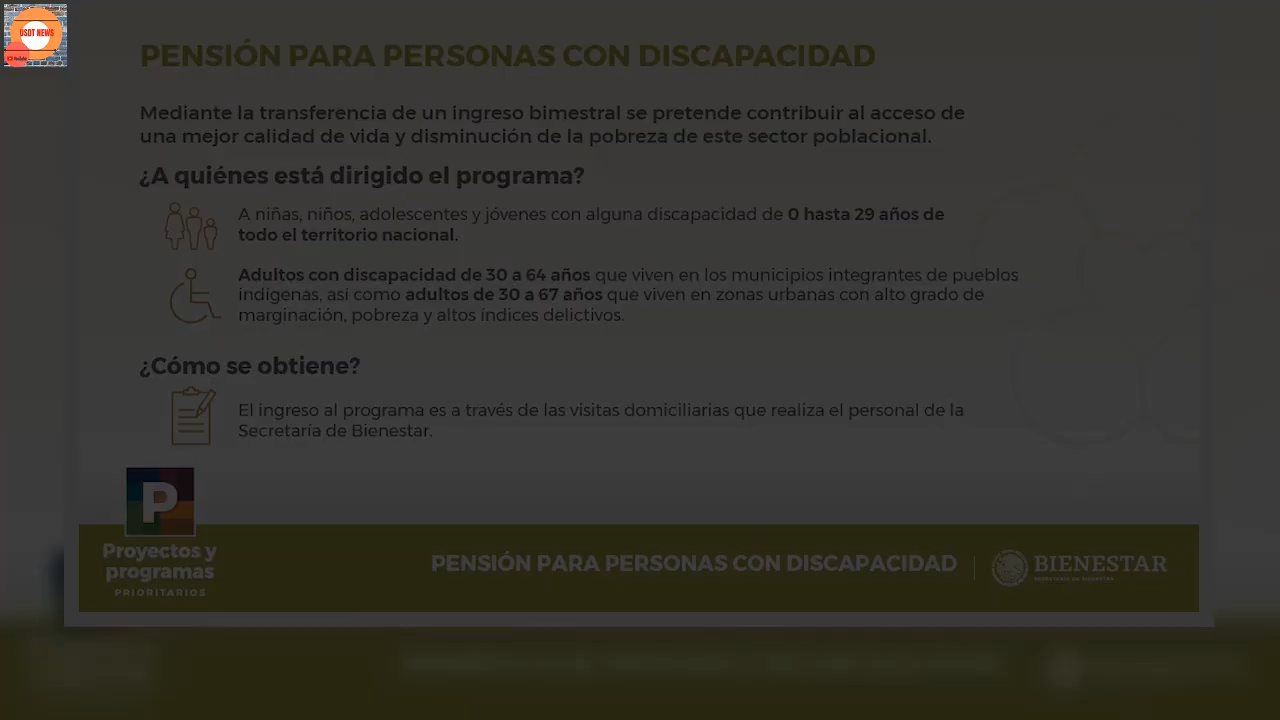 USDT NEWS
YouTube
PENSIÓN PARA PERSONAS CON DISCAPACIDAD
Mediante la transferencia de un ingreso bimestral se pretende contribuir al acceso de
una mejor calidad de vida y disminución de la pobreza de este sector poblacional.
¿A quiénes está dirigido el programa?
A niñas, niños, adolescentes y jóvenes con alguna discapacidad de 0 hasta 29 años de
todo el territorio nacional.
Adultos con discapacidad de 30 a 64 años que viven en los municipios integrantes de pueblos
indígenas, así como adultos de 30 a 67 años que viven en zonas urbanas con alto grado de
marginación, pobreza y altos índices delictivos.
¿Cómo se obtiene?
El ingreso al programa es a través de las visitas domiciliarias que realiza el personal de la
Secretaría de Bienestar.
P
Proyectos y
programas
PRIORITARIOS
PENSIÓN PARA PERSONAS CON DISCAPACIDAD
BIENESTAR
SECRETARÍA DE BIENESTAR